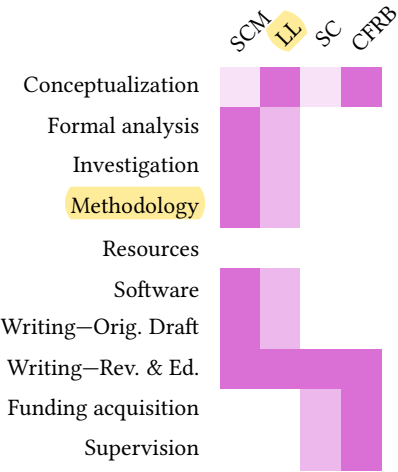 SCM LL SC CFRB
Conceptualization
Formal analysis
Investigation
Methodology
Resources
Software
Writing—Orig. Draft
Writing—Rev. & Ed.
Funding acquisition
Supervision